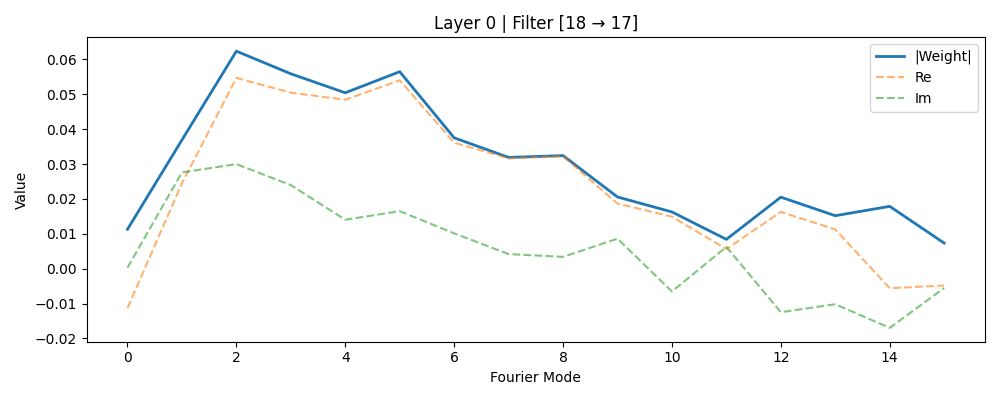 Layer 0 | Filter [18 → 17]
|Weight|
Re
Im
Value
0.06
0.05
0.04
0.03
0.02
0.01
0.00
−0.01
−0.02
0 2 4 6 8 10 12 14
Fourier Mode